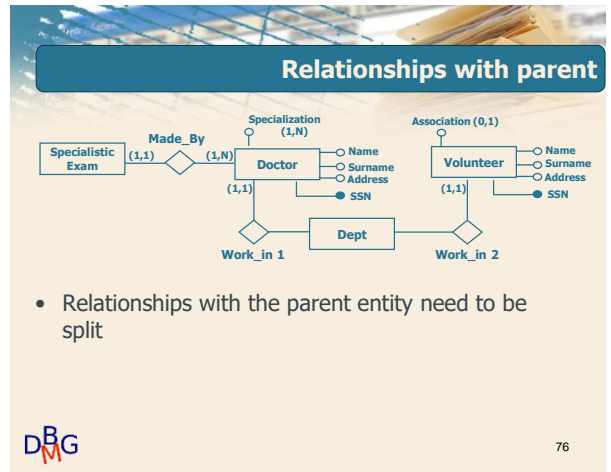 Relationships with parent
Specialization
(1,N)
Association (0,1)
Made_By
Specialistic
Exam
(1,1)
(1,N)
Doctor
Name
Surname
Address
SSN
(1,1)
Volunteer
Name
Surname
Address
SSN
(1,1)
Dept
Work_in 1
Work_in 2
• Relationships with the parent entity need to be
split
DBMG
76